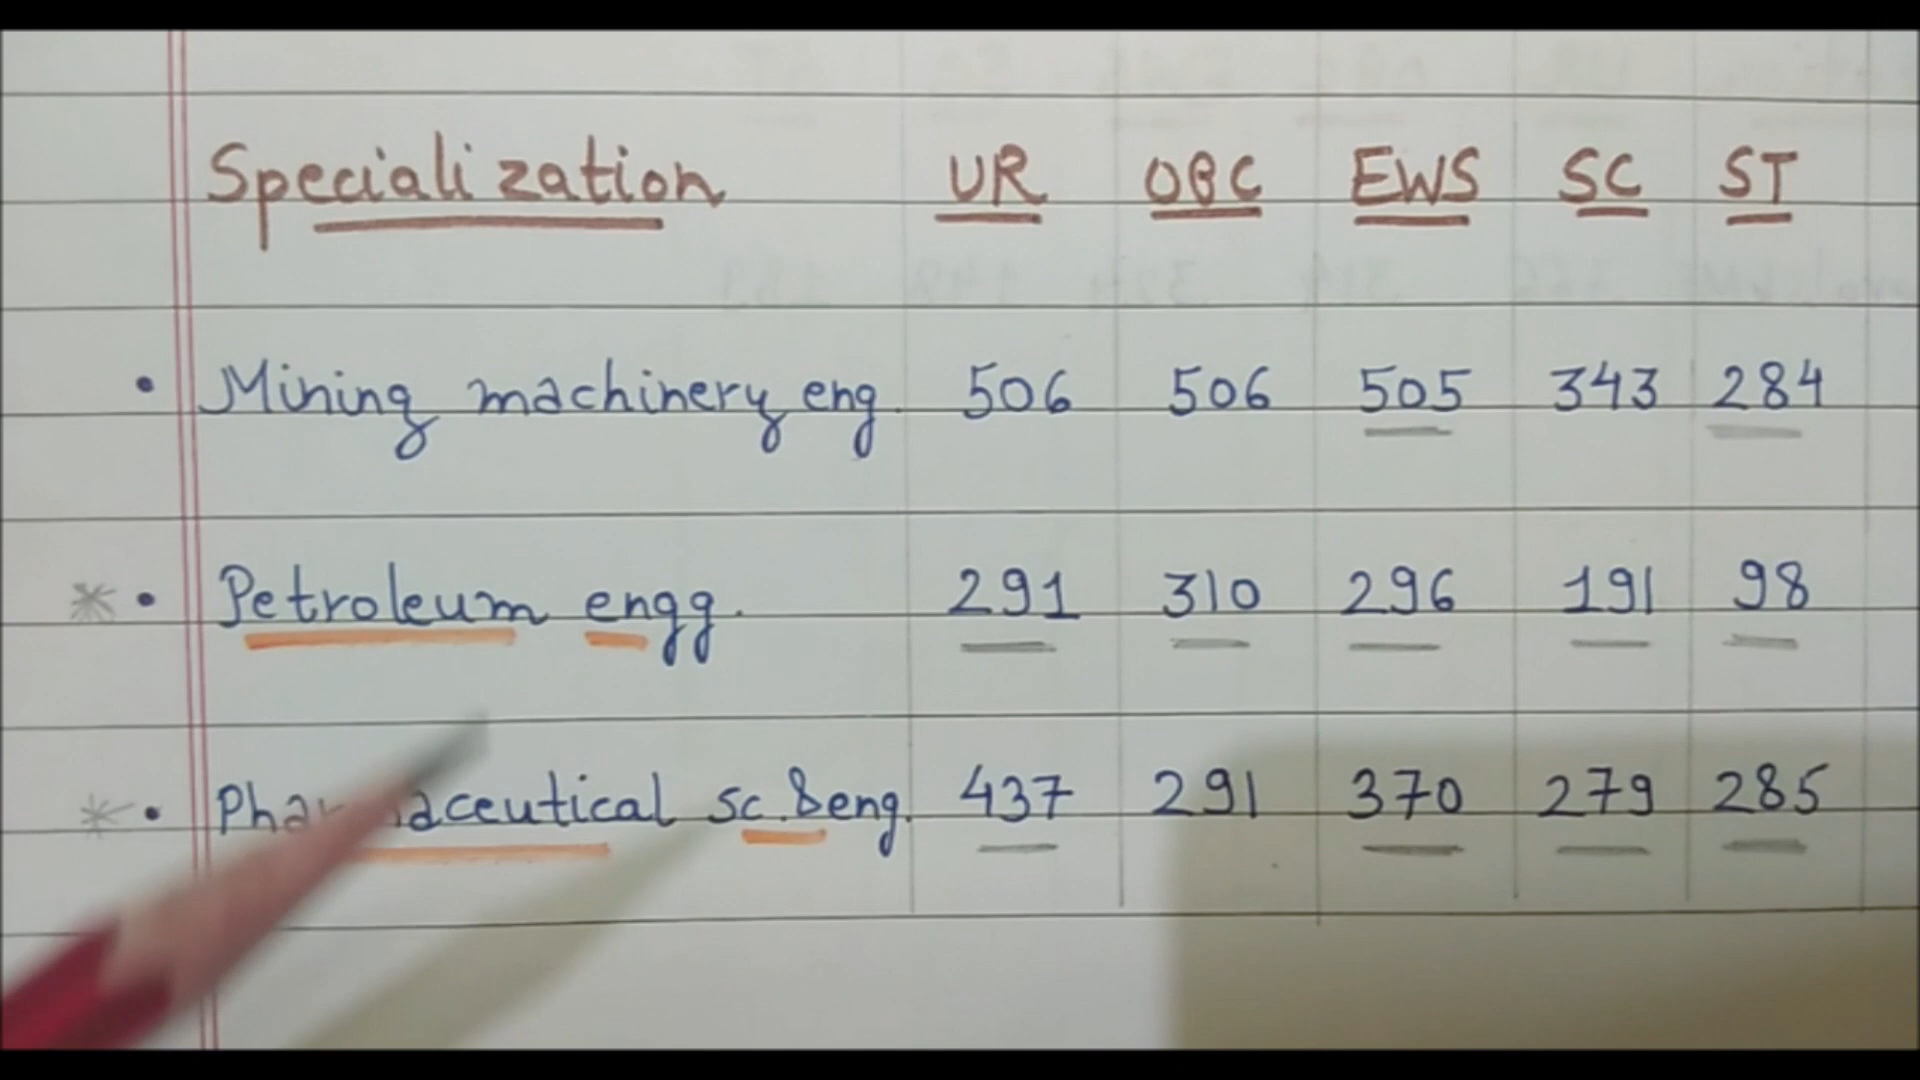 Specialization UR OBC EWS SC ST
• Mining machinery eng. 506 506 505 343 284
* • Petroleum engg. 291 310 296 191 98
* • Pharmaceutical sc. & eng. 437 291 370 279 285